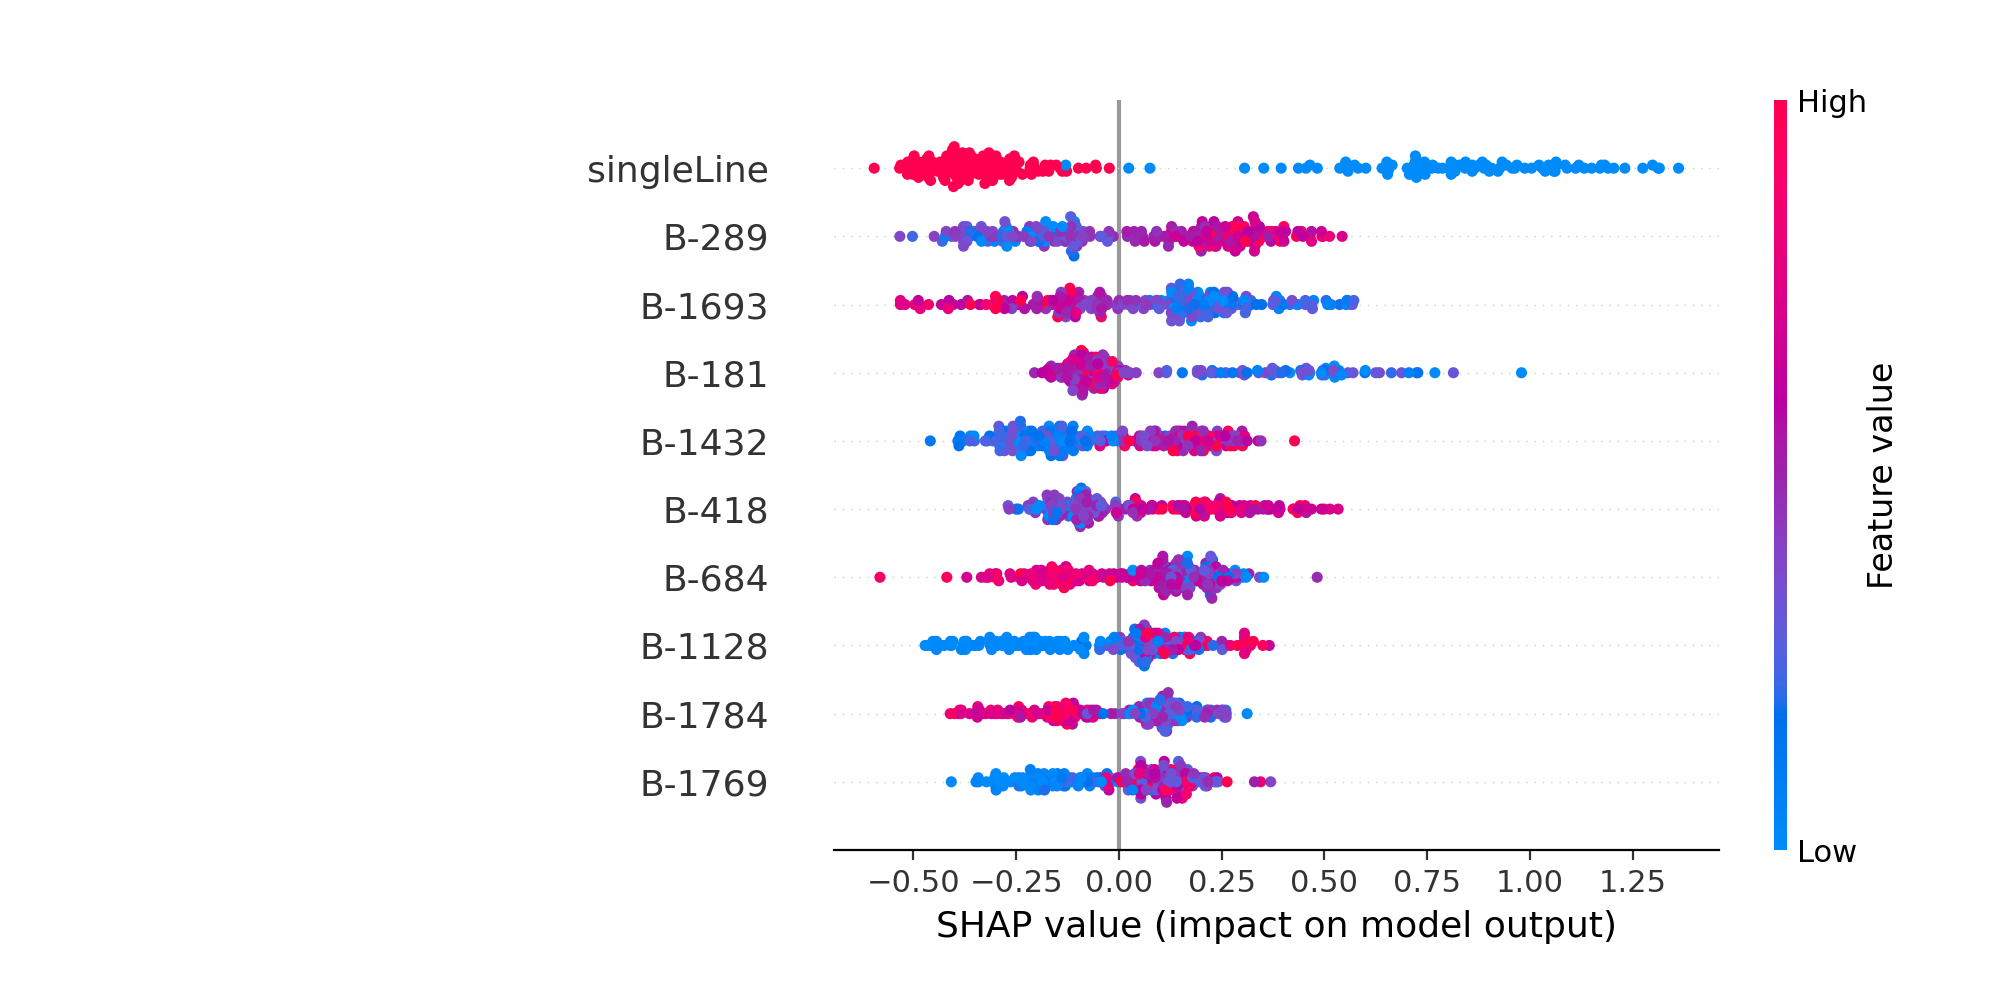 High
singleLine
B-289
B-1693
B-181
B-1432
B-418
B-684
B-1128
B-1784
B-1769
Feature value
Low
−0.50 −0.25 0.00 0.25 0.50 0.75 1.00 1.25
SHAP value (impact on model output)